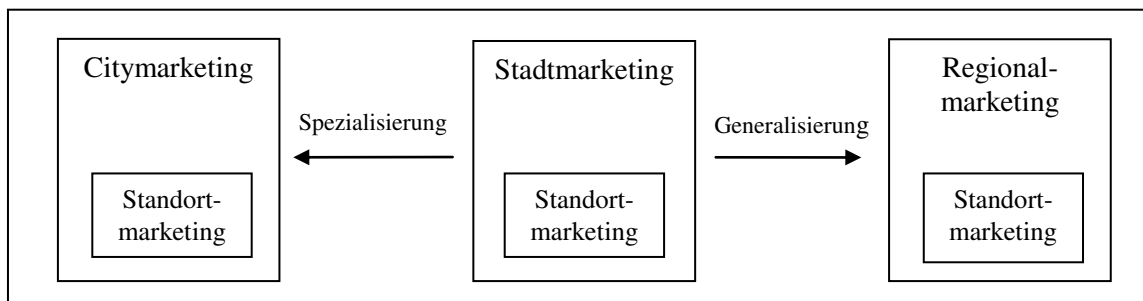 Citymarketing
Stadtmarketing
Regional-
marketing
Spezialisierung
Generalisierung
Standort-
marketing
Standort-
marketing
Standort-
marketing